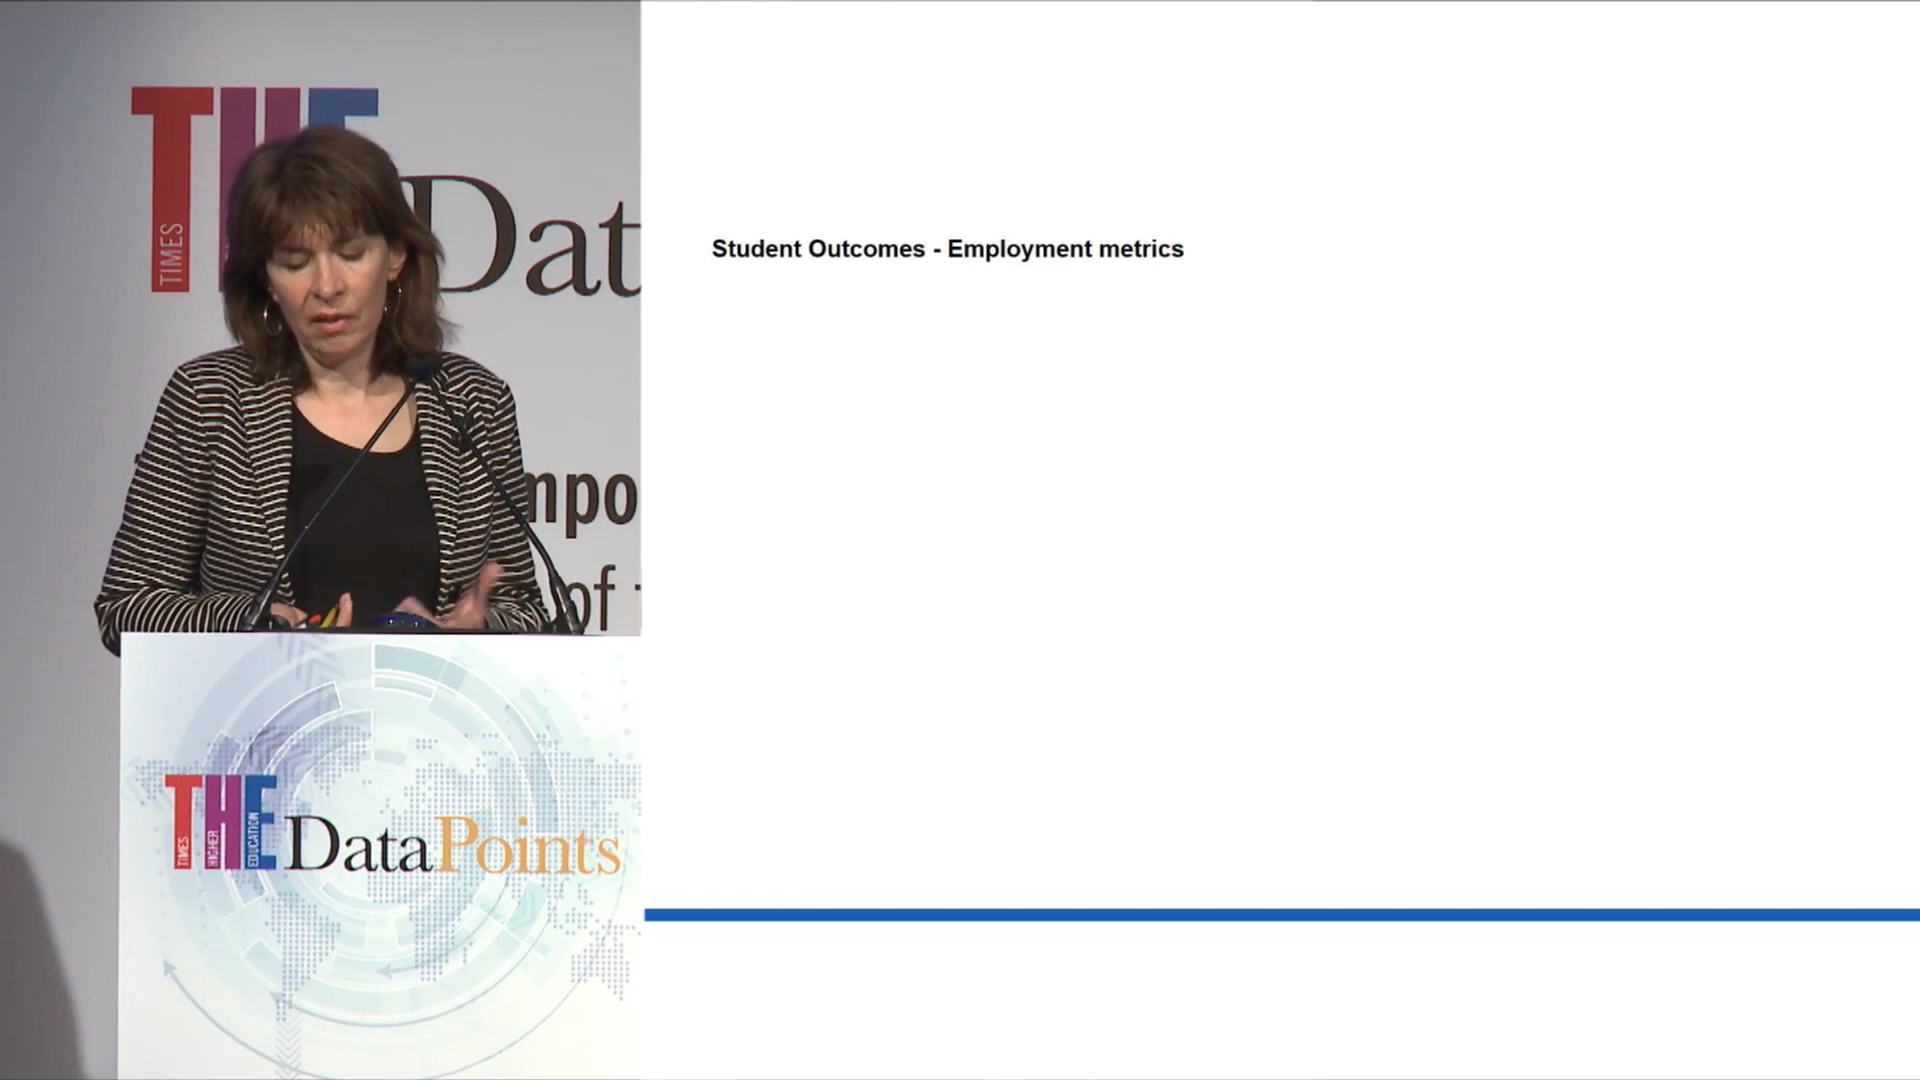 THE
TIMES
Dat
mpo
of
Student Outcomes - Employment metrics
THE DataPoints
TIMES
HIGHER
EDUCATION